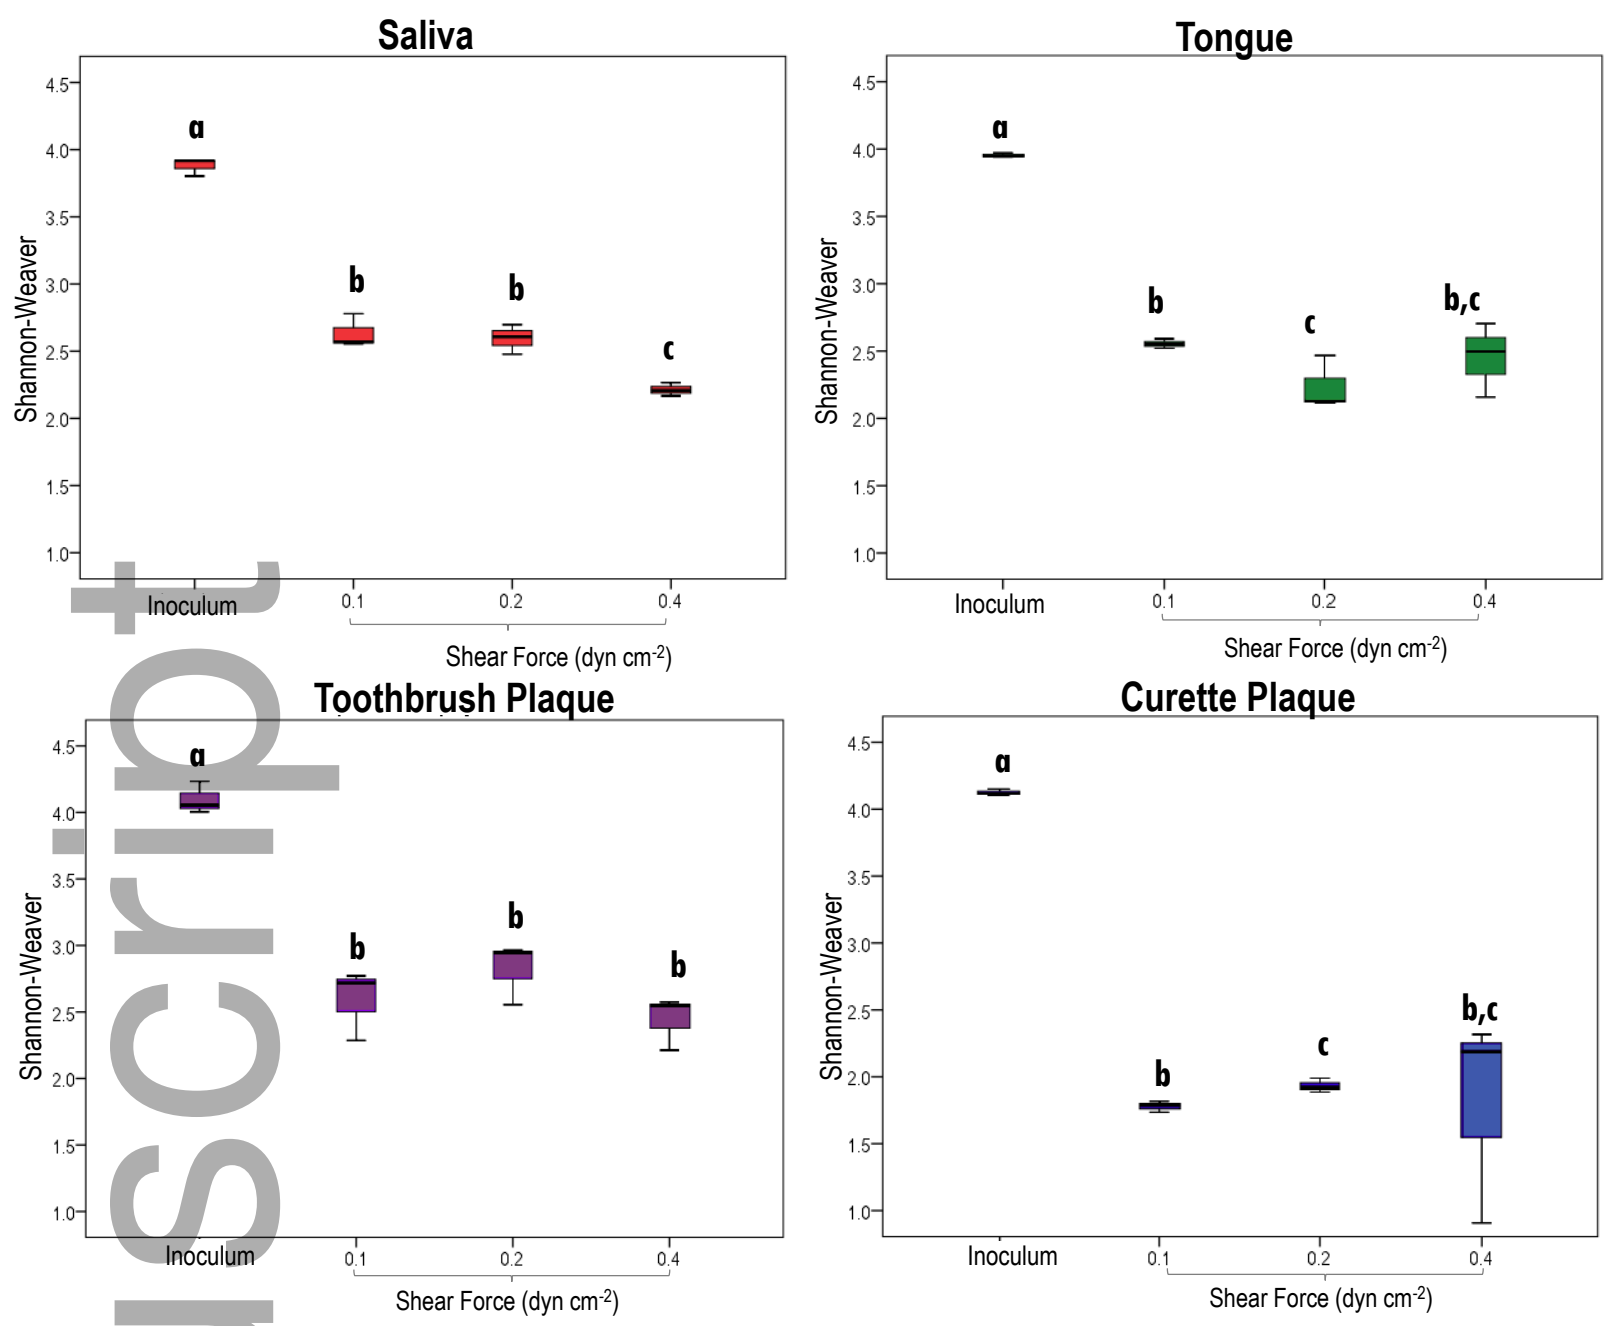 Saliva
Shannon-Weaver
4.5
4.0
3.5
3.0
2.5
2.0
1.5
1.0
a
b
b
c
Inoculum
0.1
0.2
0.4
Shear Force (dyn cm-2)
Tongue
Shannon-Weaver
4.5
4.0
3.5
3.0
2.5
2.0
1.5
1.0
a
b
c
b,c
Inoculum
0.1
0.2
0.4
Shear Force (dyn cm-2)
Toothbrush Plaque
Shannon-Weaver
4.5
4.0
3.5
3.0
2.5
2.0
1.5
1.0
a
b
b
b
Inoculum
0.1
0.2
0.4
Shear Force (dyn cm-2)
Curette Plaque
Shannon-Weaver
4.5
4.0
3.5
3.0
2.5
2.0
1.5
1.0
a
b
c
b,c
Inoculum
0.1
0.2
0.4
Shear Force (dyn cm-2)
script